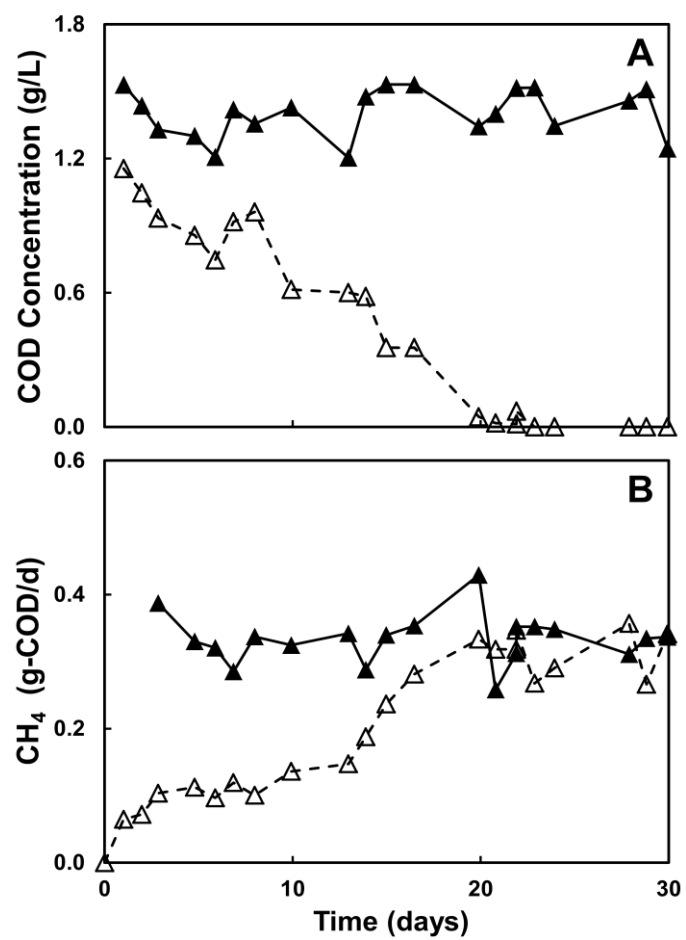 A
COD Concentration (g/L)
1.8
1.2
0.6
0.0
B
CH₄ (g-COD/d)
0.6
0.4
0.2
0.0
0 10 20 30
Time (days)